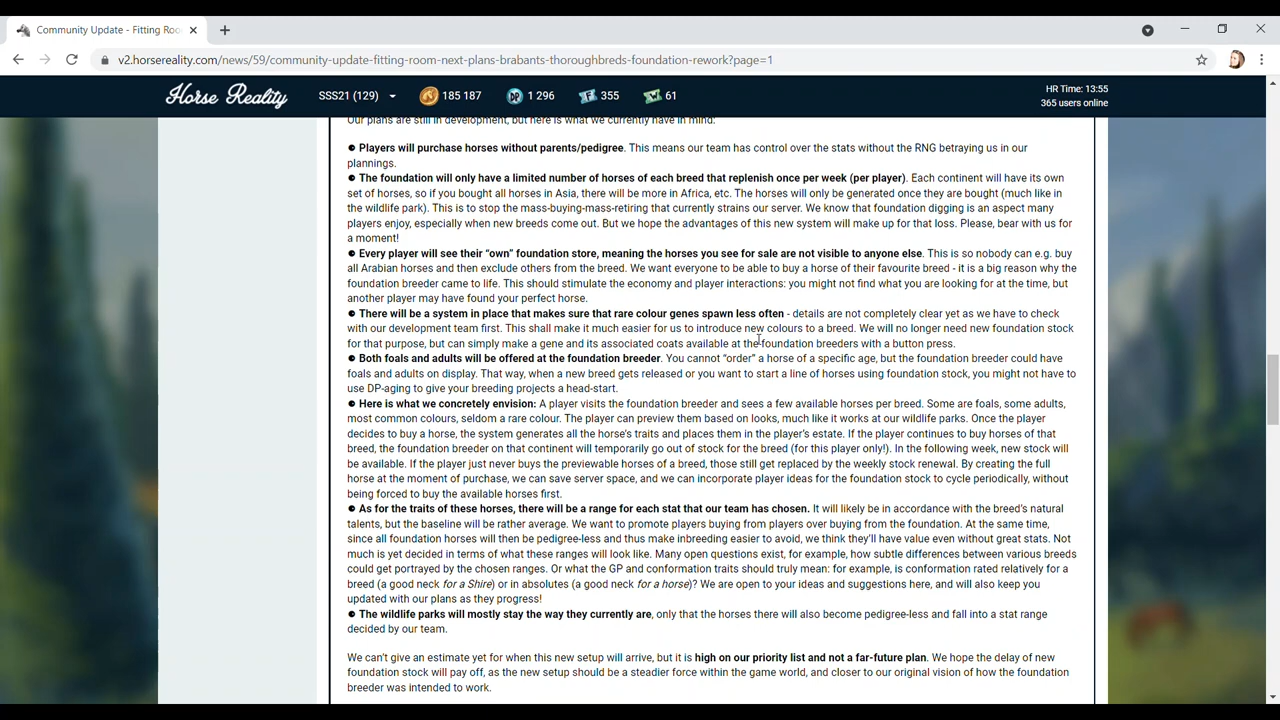 Community Update - Fitting Roo
v2.horsereality.com/news/59/community-update-fitting-room-next-plans-brabants-thoroughbreds-foundation-rework?page=1
Horse Reality SSS21 (129) 185 187 1 296 355 61 HR Time: 13:55
365 users online
Our plans are still in development, but here is what we currently have in mind:
Players will purchase horses without parents/pedigree. This means our team has control over the stats without the RNG betraying us in our
plannings.
The foundation will only have a limited number of horses of each breed that replenish once per week (per player). Each continent will have its own
set of horses, so if you bought all horses in Asia, there will be more in Africa, etc. The horses will only be generated once they are bought (much like in
the wildlife park). This is to stop the mass-buying-mass-retiring that currently strains our server. We know that foundation digging is an aspect many
players enjoy, especially when new breeds come out. But we hope the advantages of this new system will make up for that loss. Please, bear with us for
a moment!
Every player will see their “own” foundation store, meaning the horses you see for sale are not visible to anyone else. This is so nobody can e.g. buy
all Arabian horses and then exclude others from the breed. We want everyone to be able to buy a horse of their favourite breed - it is a big reason why the
foundation breeder came to life. This should stimulate the economy and player interactions: you might not find what you are looking for at the time, but
another player may have found your perfect horse.
There will be a system in place that makes sure that rare colour genes spawn less often - details are not completely clear yet as we have to check
with our development team first. This shall make it much easier for us to introduce new colours to a breed. We will no longer need new foundation stock
for that purpose, but can simply make a gene and its associated coats available at the foundation breeders with a button press.
Both foals and adults will be offered at the foundation breeder. You cannot “order” a horse of a specific age, but the foundation breeder could have
foals and adults on display. That way, when a new breed gets released or you want to start a line of horses using foundation stock, you might not have to
use DP-aging to give your breeding projects a head-start.
Here is what we concretely envision: A player visits the foundation breeder and sees a few available horses per breed. Some are foals, some adults,
most common colours, seldom a rare colour. The player can preview them based on looks, much like it works at our wildlife parks. Once the player
decides to buy a horse, the system generates all the horse's traits and places them in the player's estate. If the player continues to buy horses of that
breed, the foundation breeder on that continent will temporarily go out of stock for the breed (for this player only!). In the following week, new stock will
be available. If the player just never buys the previewable horses of a breed, those still get replaced by the weekly stock renewal. By creating the full
horse at the moment of purchase, we can save server space, and we can incorporate player ideas for the foundation stock to cycle periodically, without
being forced to buy the available horses first.
As for the traits of these horses, there will be a range for each stat that our team has chosen. It will likely be in accordance with the breed's natural
talents, but the baseline will be rather average. We want to promote players buying from players over buying from the foundation. At the same time,
since all foundation horses will then be pedigree-less and thus make inbreeding easier to avoid, we think they'll have value even without great stats. Not
much is yet decided in terms of what these ranges will look like. Many open questions exist, for example, how subtle differences between various breeds
could get portrayed by the chosen ranges. Or what the GP and conformation traits should truly mean: for example, is conformation rated relatively for a
breed (a good neck for a Shire) or in absolutes (a good neck for a horse)? We are open to your ideas and suggestions here, and will also keep you
updated with our plans as they progress!
The wildlife parks will mostly stay the way they currently are, only that the horses there will also become pedigree-less and fall into a stat range
decided by our team.
We can't give an estimate yet for when this new setup will arrive, but it is high on our priority list and not a far-future plan. We hope the delay of new
foundation stock will pay off, as the new setup should be a steadier force within the game world, and closer to our original vision of how the foundation
breeder was intended to work.